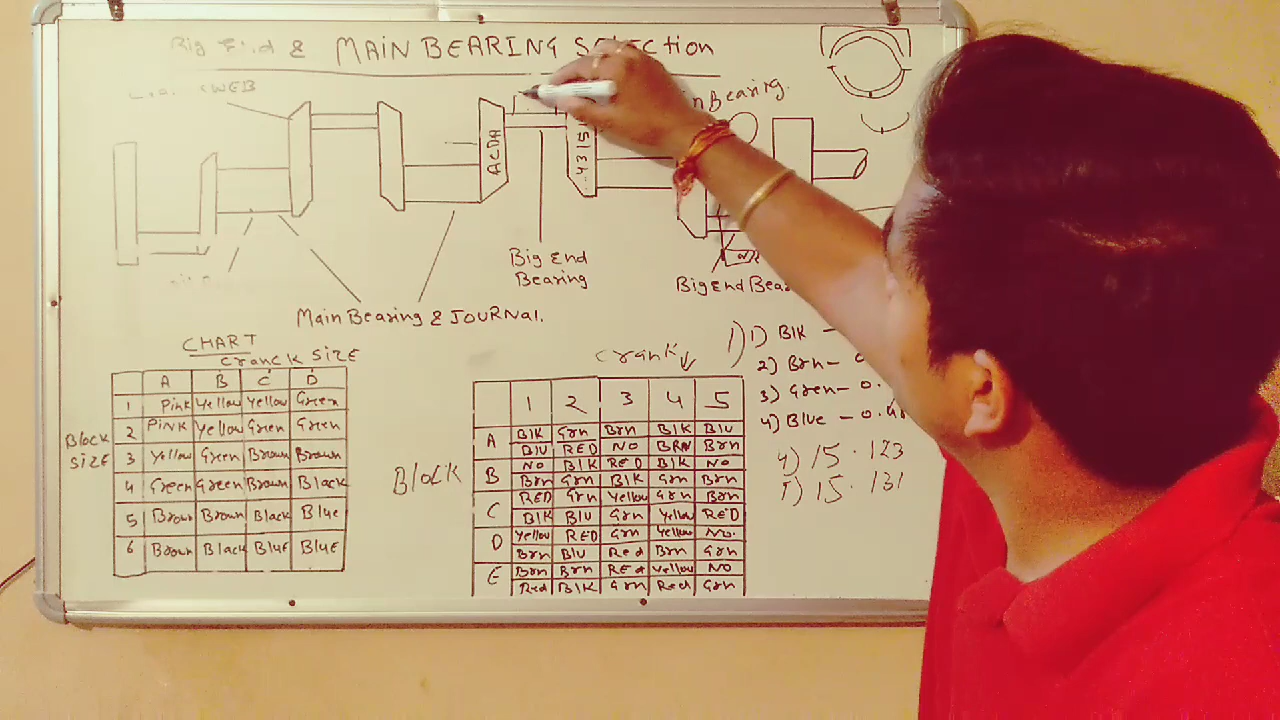 Big End & MAIN BEARING SElection
WEB
Bearing.
ACDA
4315
Big End
Bearing
Big End Bea
Main Bearing & JOURNAL.
CHART
CranCK SIZE
A B C D
1 Pink Yellow Yellow Green
2 PINK Yellow Green Green
3 Yellow Green Brown Brown
4 Green Green Brown Black
5 Brown Brown Black Blue
6 Brown Black BluE BluE
Block
SIZE
Crank
Block
1 2 3 4 5
A BlK Grn Brn BlK Blu
Blu RED NO BRN Brn
B NO BlK RED BlK NO
Brn Grn BlK Grn Brn
C RED Grn Yellow Grn Brn
BlK Blu Grn Yellow RED
D Yellow RED Grn Yellow No.
Brn Blu Red Brn Grn
E Brn Brn REd Yellow NO
Red BlK Grn Red Grn
1) 1) BlK -
2) Brn -
3) Green - 0.
4) Blue - 0.
4) 15.123
5) 15.131